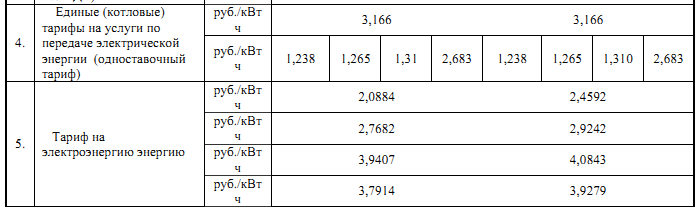 4.
Единые (котловые)
тарифы на услуги по
передаче электрической
энергии (одноставочный
тариф)
руб./кВт
ч
3,166
3,166
руб./кВт
ч
1,238
1,265
1,31
2,683
1,238
1,265
1,310
2,683
5.
Тариф на
электроэнергию энергию
руб./кВт
ч
2,0884
2,4592
руб./кВт
ч
2,7682
2,9242
руб./кВт
ч
3,9407
4,0843
руб./кВт
ч
3,7914
3,9279